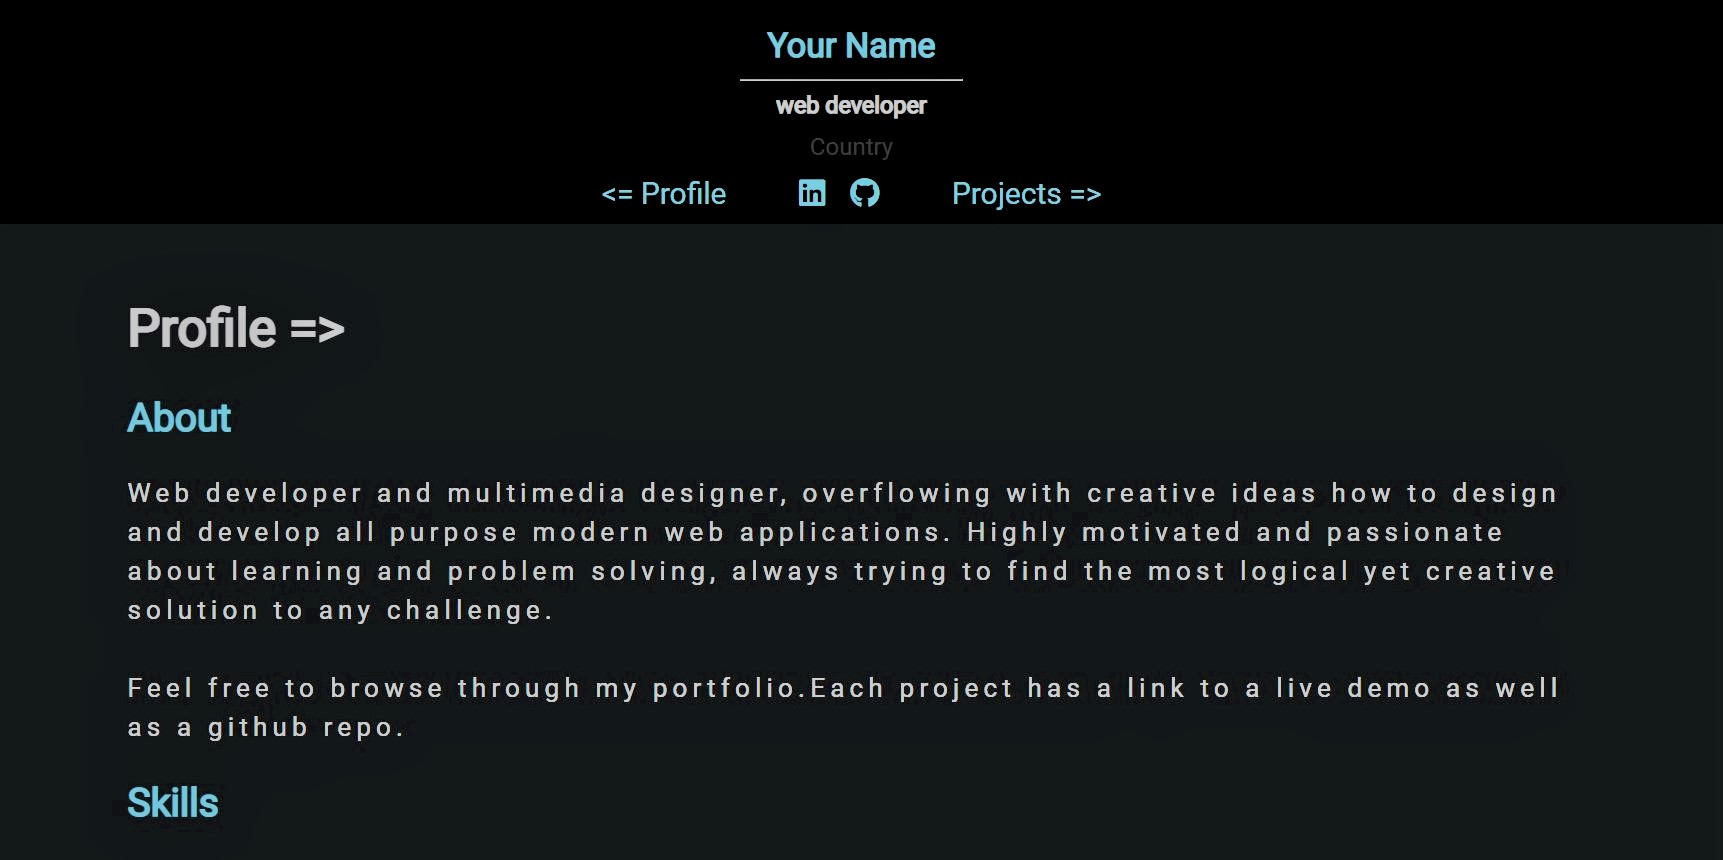 Your Name
web developer
Country
<= Profile in Projects =>
Profile =>
About
Web developer and multimedia designer, overflowing with creative ideas how to design
and develop all purpose modern web applications. Highly motivated and passionate
about learning and problem solving, always trying to find the most logical yet creative
solution to any challenge.
Feel free to browse through my portfolio.Each project has a link to a live demo as well
as a github repo.
Skills